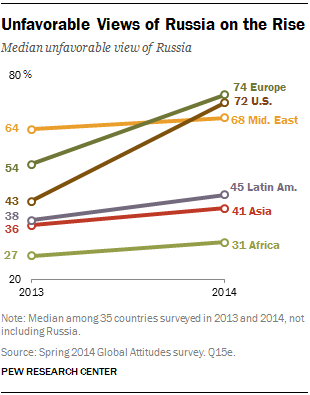 Unfavorable Views of Russia on the Rise
Median unfavorable view of Russia
80 %
74 Europe
72 U.S.
64
68 Mid. East
54
43
45 Latin Am.
38
36
41 Asia
27
31 Africa
20
2013 2014
Note: Median among 35 countries surveyed in 2013 and 2014, not
including Russia.
Source: Spring 2014 Global Attitudes survey. Q15e.
PEW RESEARCH CENTER